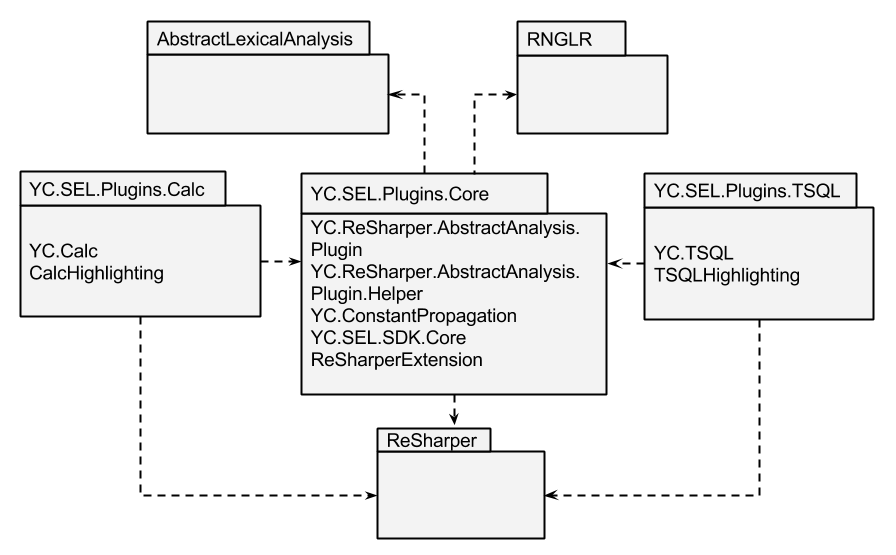 AbstractLexicalAnalysis
RNGLR
YC.SEL.Plugins.Calc
YC.Calc
CalcHighlighting
YC.SEL.Plugins.Core
YC.ReSharper.AbstractAnalysis.
Plugin
YC.ReSharper.AbstractAnalysis.
Plugin.Helper
YC.ConstantPropagation
YC.SEL.SDK.Core
ReSharperExtension
YC.SEL.Plugins.TSQL
YC.TSQL
TSQLHighlighting
ReSharper